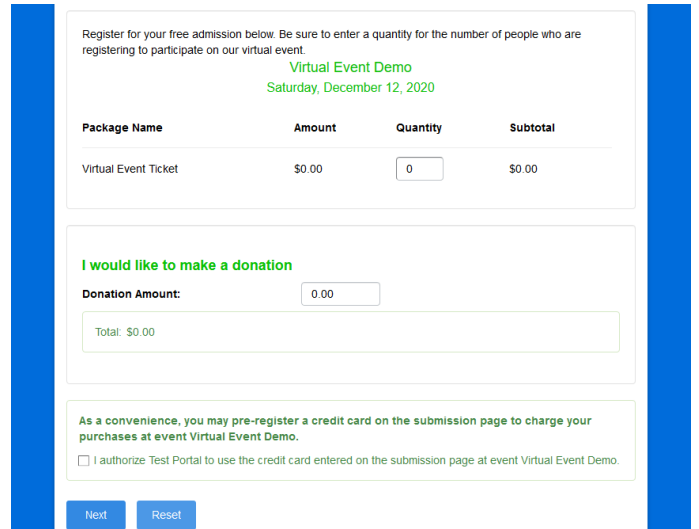 Register for your free admission below. Be sure to enter a quantity for the number of people who are
registering to participate on our virtual event.
Virtual Event Demo
Saturday, December 12, 2020
Package Name Amount Quantity Subtotal
Virtual Event Ticket $0.00 0 $0.00
I would like to make a donation
Donation Amount: 0.00
Total: $0.00
As a convenience, you may pre-register a credit card on the submission page to charge your
purchases at event Virtual Event Demo.
I authorize Test Portal to use the credit card entered on the submission page at event Virtual Event Demo.
Next Reset